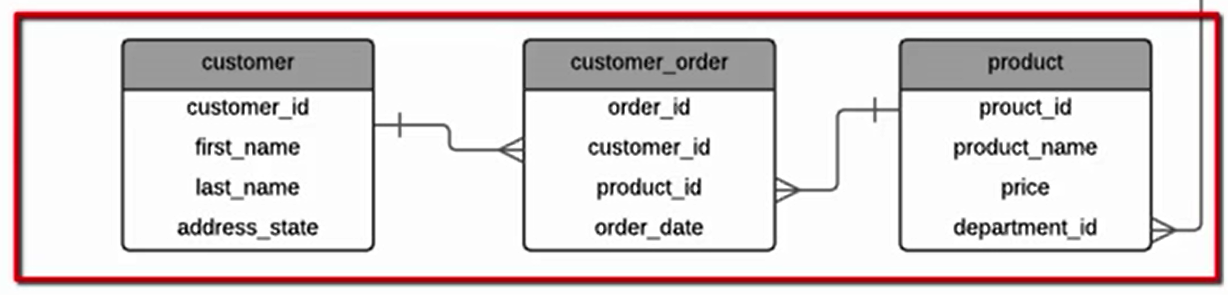 customer
customer_id
first_name
last_name
address_state
customer_order
order_id
customer_id
product_id
order_date
product
prouct_id
product_name
price
department_id